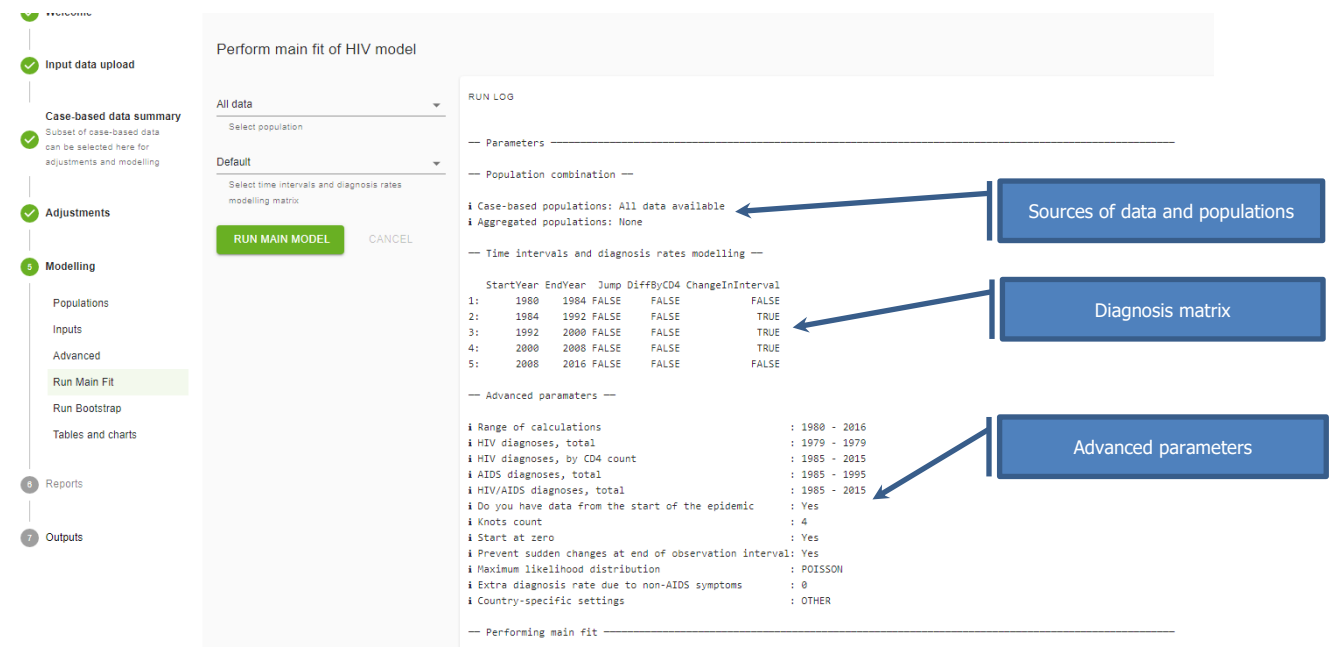 Welcome
Input data upload
Case-based data summary
Subset of case-based data
can be selected here for
adjustments and modelling
Adjustments
5 Modelling
Populations
Inputs
Advanced
Run Main Fit
Run Bootstrap
Tables and charts
6 Reports
7 Outputs
Perform main fit of HIV model
All data
Select population
Default
Select time intervals and diagnosis rates
modelling matrix
RUN MAIN MODEL CANCEL
RUN LOG
── Parameters ──
── Population combination ──
i Case-based populations: All data available
i Aggregated populations: None
── Time intervals and diagnosis rates modelling ──
StartYear EndYear Jump DiffByCD4 ChangeInInterval
1: 1980 1984 FALSE FALSE FALSE
2: 1984 1992 FALSE FALSE TRUE
3: 1992 2000 FALSE FALSE TRUE
4: 2000 2008 FALSE FALSE TRUE
5: 2008 2016 FALSE FALSE FALSE
── Advanced paramaters ──
i Range of calculations : 1980 - 2016
i HIV diagnoses, total : 1979 - 1979
i HIV diagnoses, by CD4 count : 1985 - 2015
i AIDS diagnoses, total : 1985 - 1995
i HIV/AIDS diagnoses, total : 1985 - 2015
i Do you have data from the start of the epidemic : Yes
i Knots count : 4
i Start at zero : Yes
i Prevent sudden changes at end of observation interval: Yes
i Maximum likelihood distribution : POISSON
i Extra diagnosis rate due to non-AIDS symptoms : 0
i Country-specific settings : OTHER
── Performing main fit ──
Sources of data and populations
Diagnosis matrix
Advanced parameters